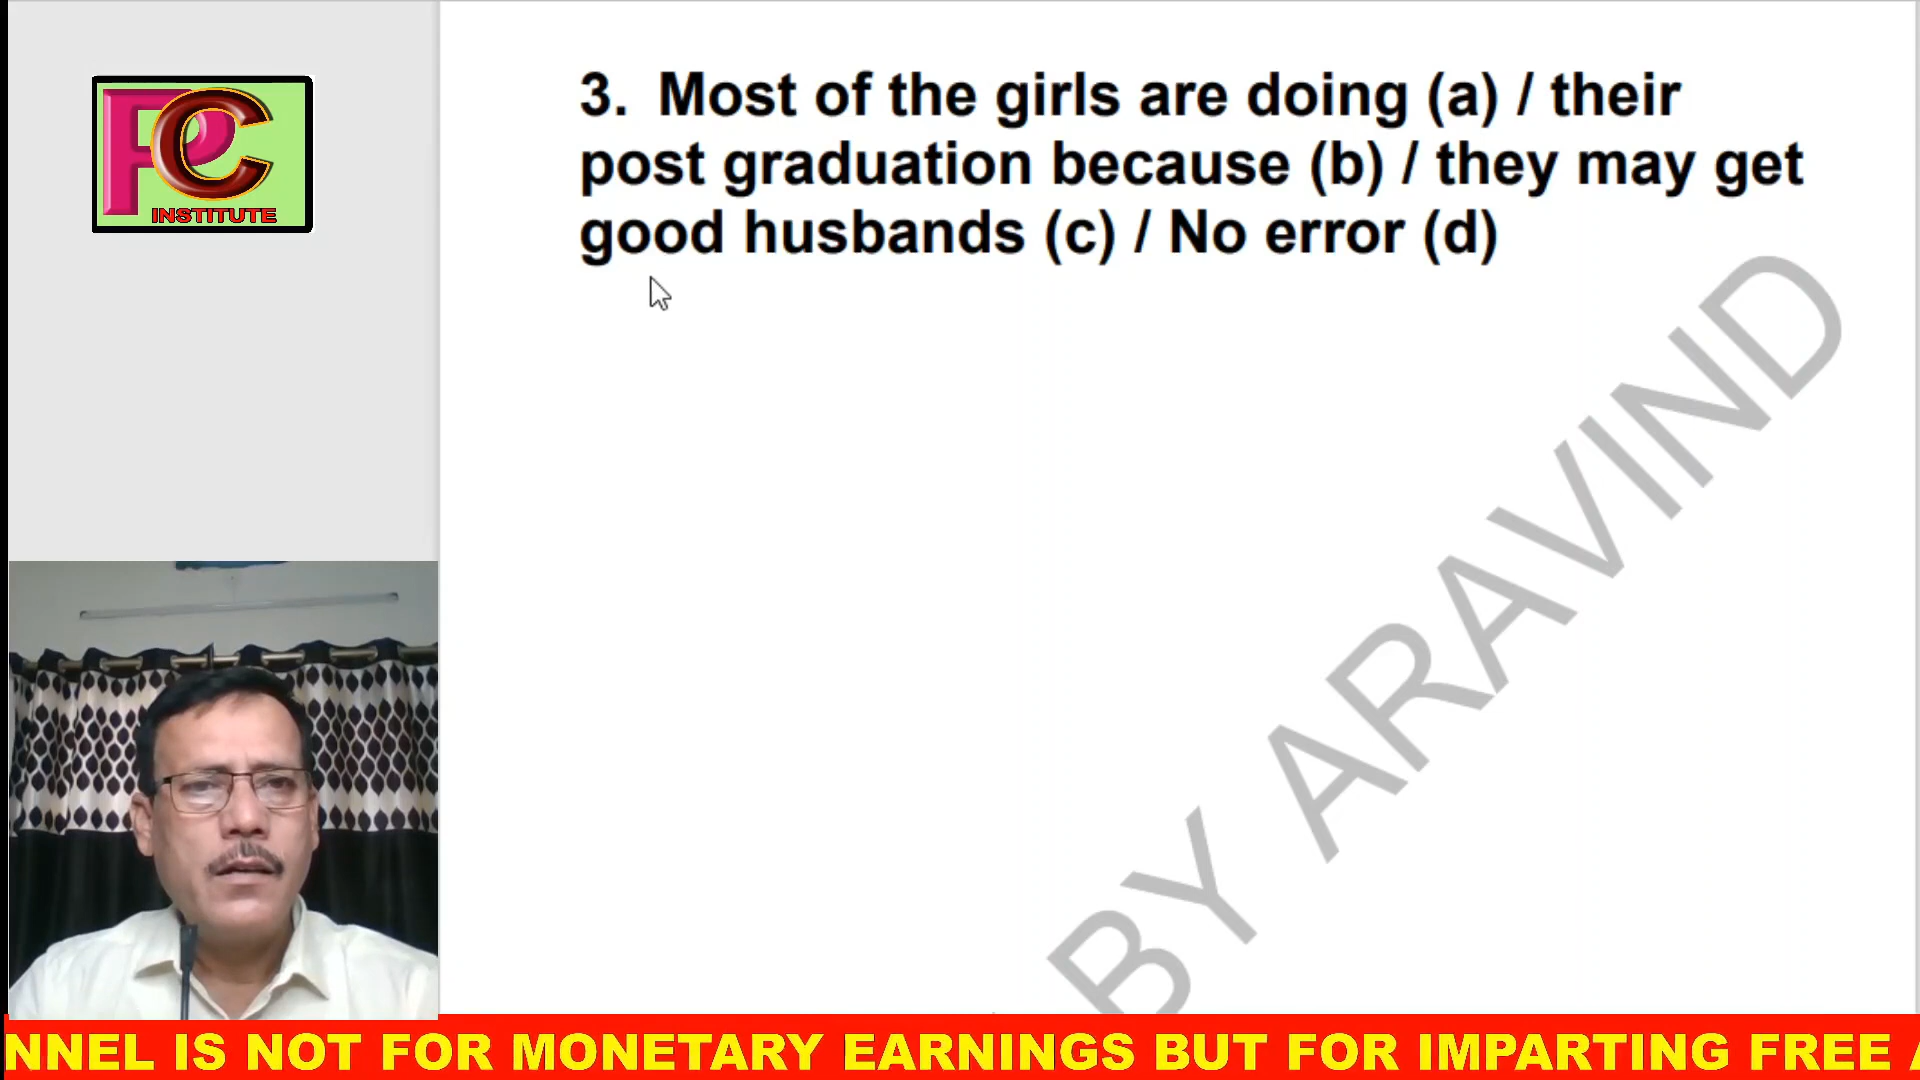 PC
INSTITUTE
3. Most of the girls are doing (a) / their
post graduation because (b) / they may get
good husbands (c) / No error (d)
BY ARAVIND
NNEL IS NOT FOR MONETARY EARNINGS BUT FOR IMPARTING FREE A